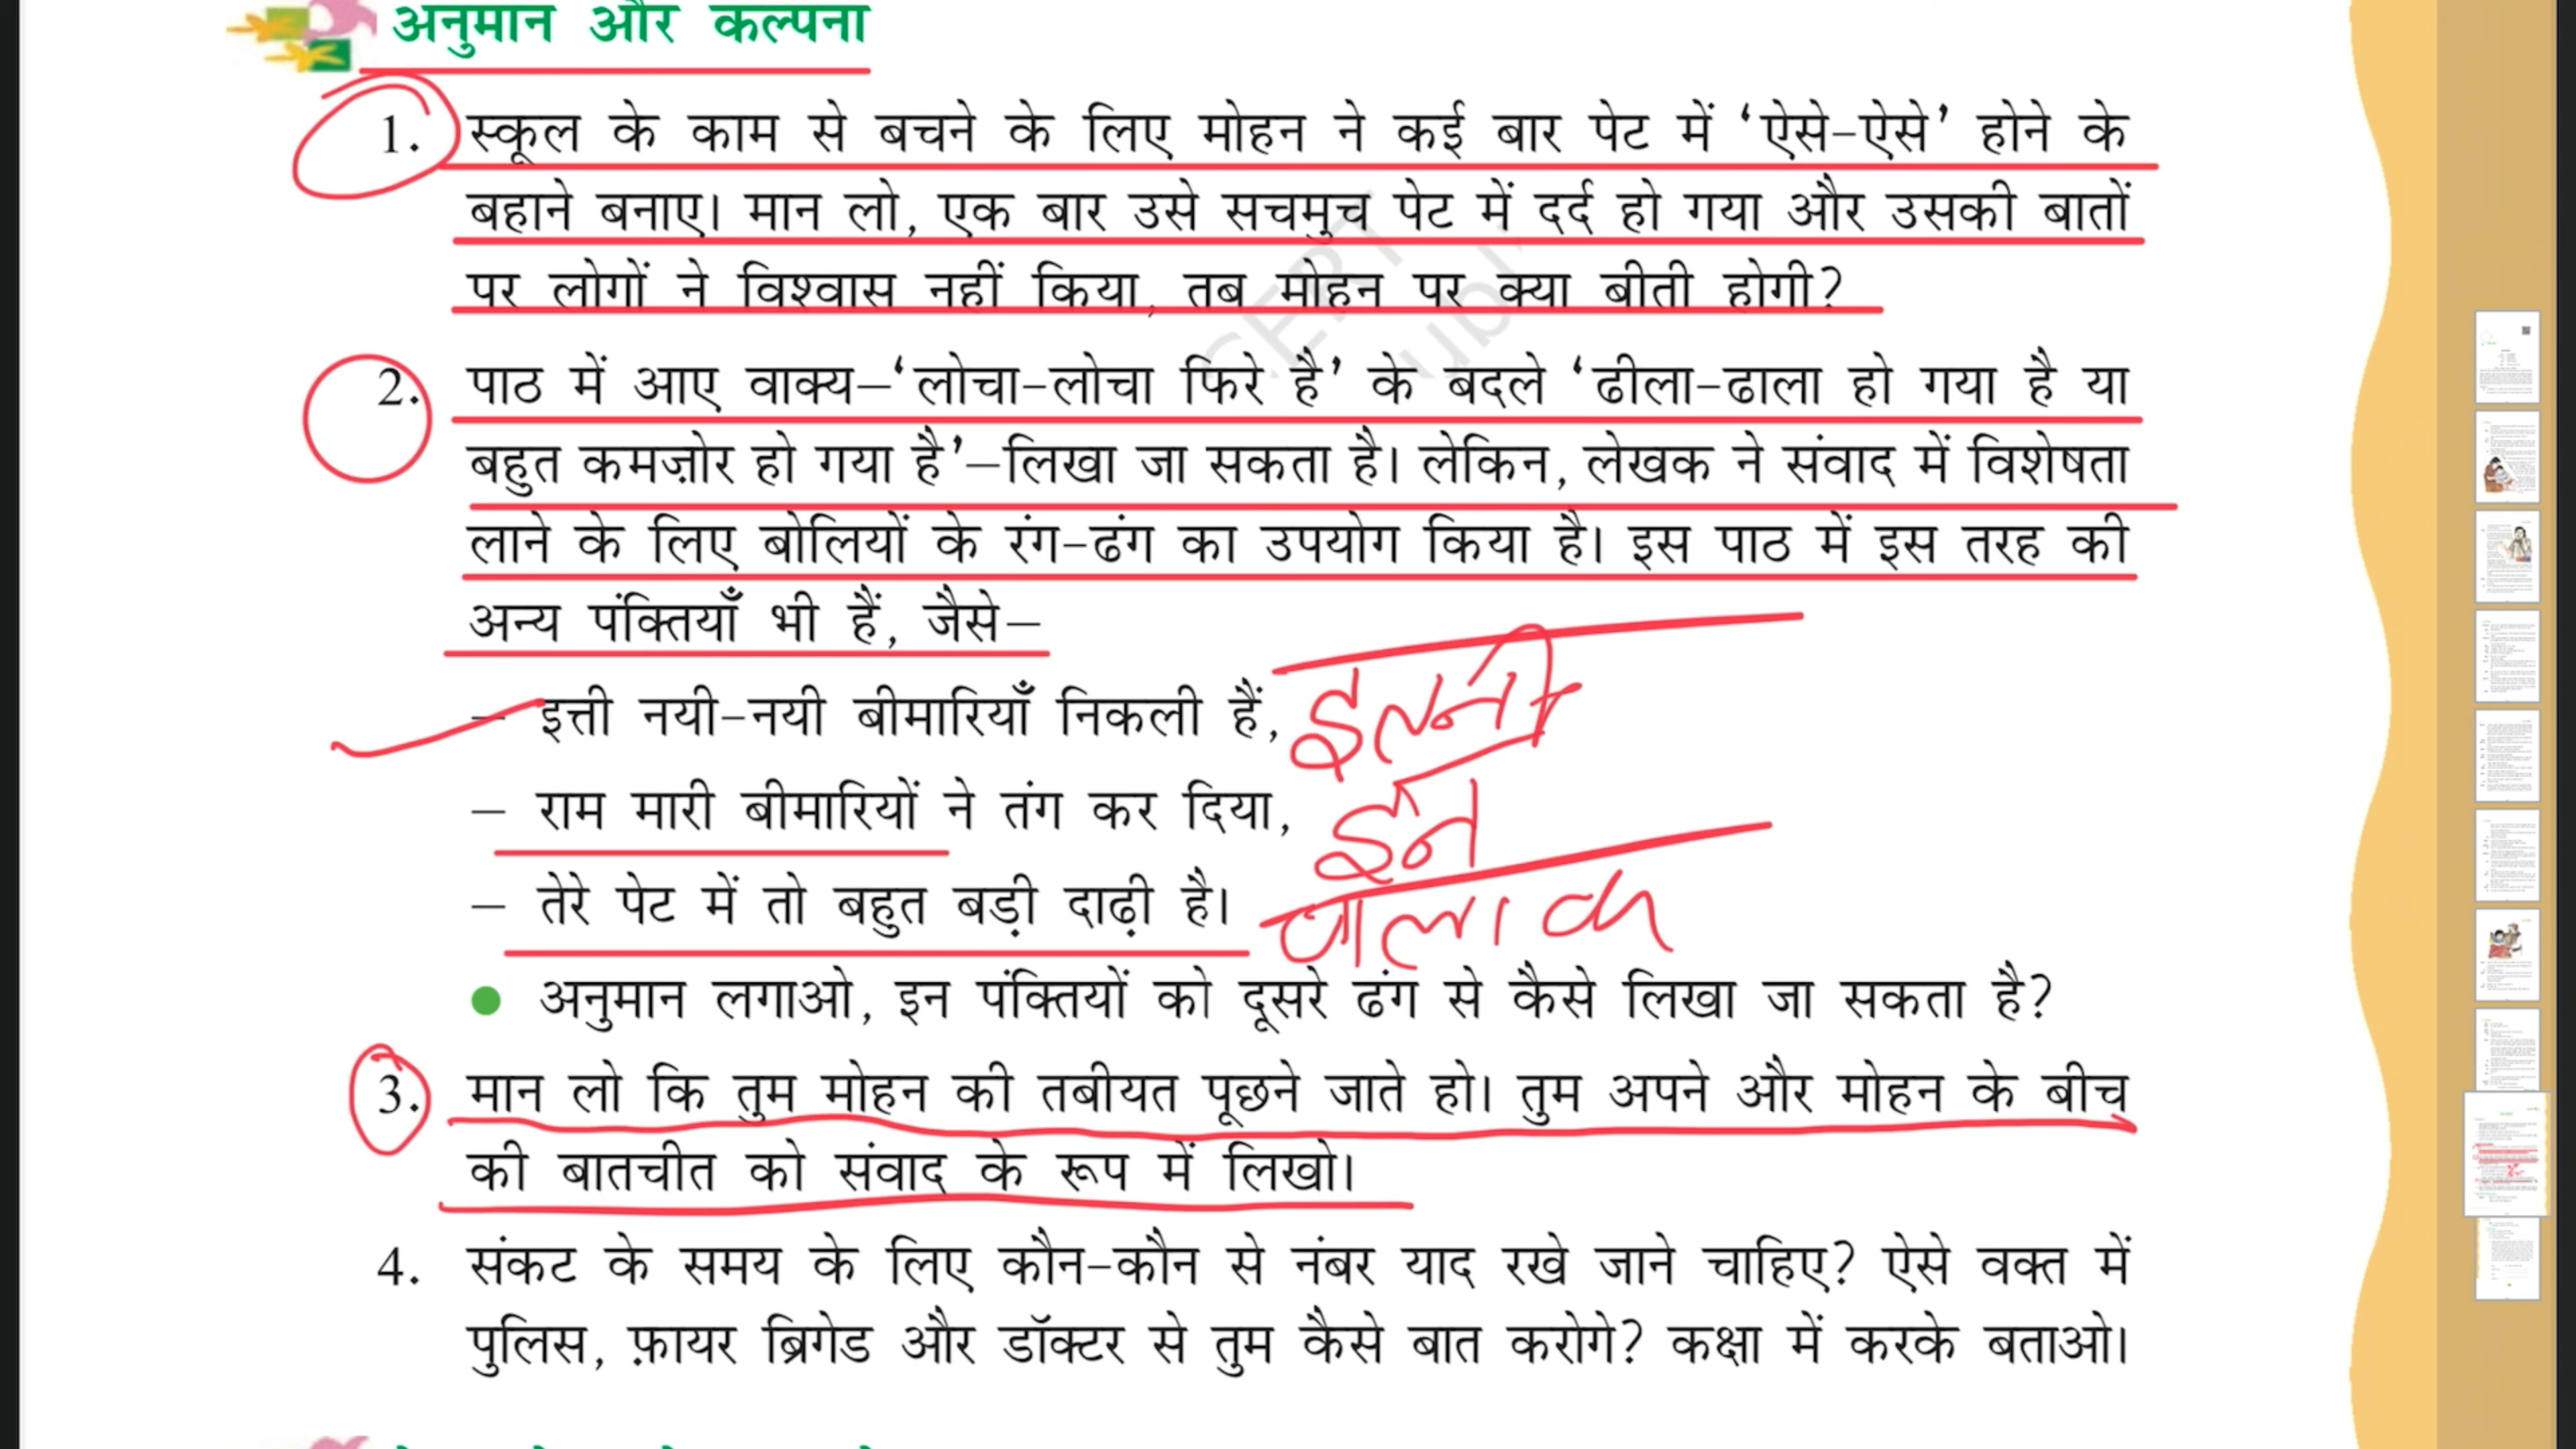 अनुमान और कल्पना
1. स्कूल के काम से बचने के लिए मोहन ने कई बार पेट में ‘ऐसे-ऐसे’ होने के
बहाने बनाए। मान लो, एक बार उसे सचमुच पेट में दर्द हो गया और उसकी बातों
पर लोगों ने विश्वास नहीं किया, तब मोहन पर क्या बीती होगी?
2. पाठ में आए वाक्य–‘लोचा-लोचा फिरे है’ के बदले ‘ढीला-ढाला हो गया है या
बहुत कमज़ोर हो गया है’–लिखा जा सकता है। लेकिन, लेखक ने संवाद में विशेषता
लाने के लिए बोलियों के रंग-ढंग का उपयोग किया है। इस पाठ में इस तरह की
अन्य पंक्तियाँ भी हैं, जैसे–
– इत्ती नयी-नयी बीमारियाँ निकली हैं, इतनी
– राम मारी बीमारियों ने तंग कर दिया, इन
– तेरे पेट में तो बहुत बड़ी दाढ़ी है। चालाक
● अनुमान लगाओ, इन पंक्तियों को दूसरे ढंग से कैसे लिखा जा सकता है?
3. मान लो कि तुम मोहन की तबीयत पूछने जाते हो। तुम अपने और मोहन के बीच
की बातचीत को संवाद के रूप में लिखो।
4. संकट के समय के लिए कौन-कौन से नंबर याद रखे जाने चाहिए? ऐसे वक्त में
पुलिस, फ़ायर ब्रिगेड और डॉक्टर से तुम कैसे बात करोगे? कक्षा में करके बताओ।